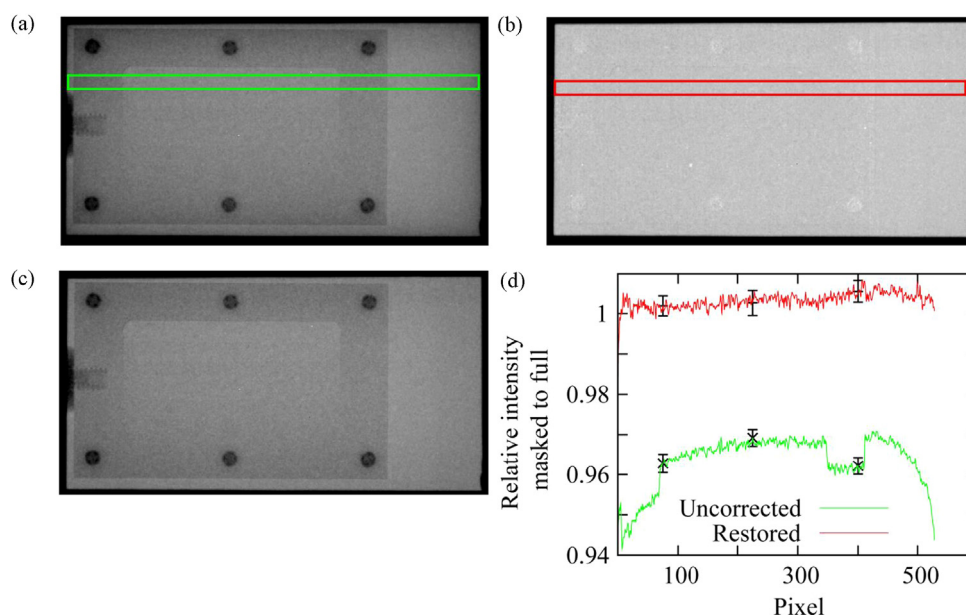 (a)
(b)
(c)
(d)
Relative intensity
masked to full
1
0.98
0.96
0.94
Uncorrected
Restored
100
300
500
Pixel